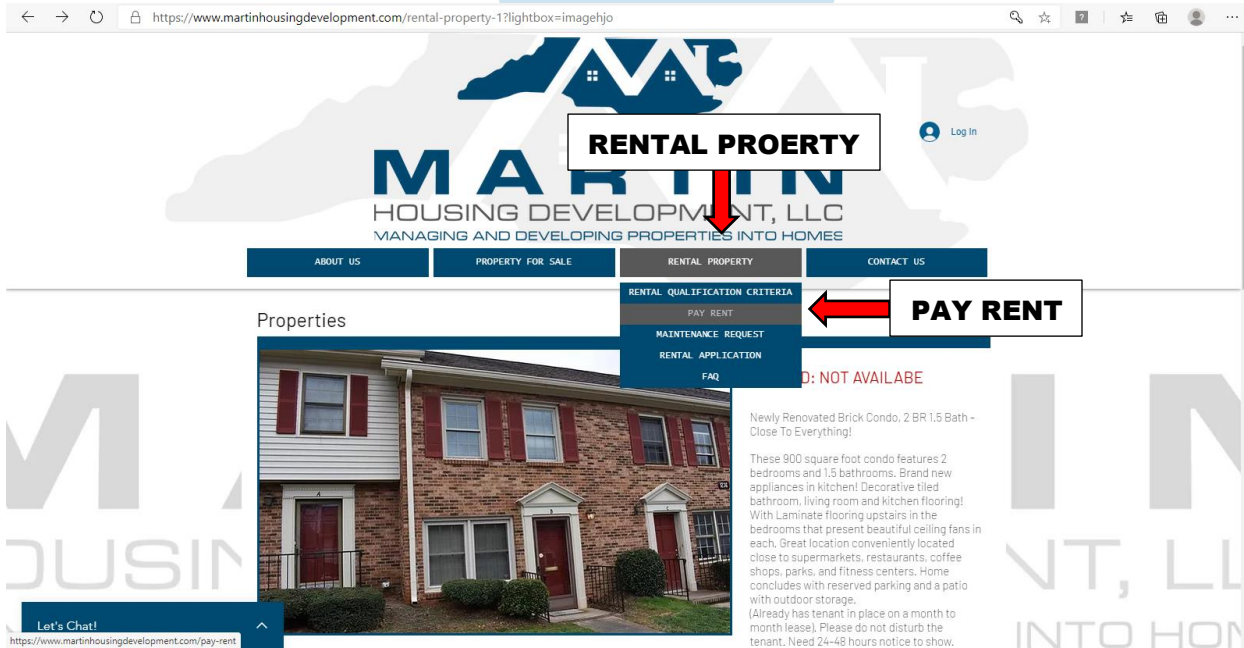 https://www.martinhousingdevelopment.com/rental-property-1?lightbox=imagehjo
Log In
RENTAL PROERTY
MARTIN
HOUSING DEVELOPMENT, LLC
MANAGING AND DEVELOPING PROPERTIES INTO HOMES
ABOUT US
PROPERTY FOR SALE
RENTAL PROPERTY
CONTACT US
RENTAL QUALIFICATION CRITERIA
PAY RENT
MAINTENANCE REQUEST
RENTAL APPLICATION
FAQ
PAY RENT
Properties
D: NOT AVAILABE
Newly Renovated Brick Condo, 2 BR 1.5 Bath -
Close To Everything!
These 900 square foot condo features 2
bedrooms and 1.5 bathrooms. Brand new
appliances in kitchen! Decorative tiled
bathroom, living room and kitchen flooring!
With Laminate flooring upstairs in the
bedrooms that present beautiful ceiling fans in
each. Great location conveniently located
close to supermarkets, restaurants, coffee
shops, parks, and fitness centers. Home
concludes with reserved parking and a patio
with outdoor storage.
(Already has tenant in place on a month to
month lease). Please do not disturb the
tenant. Need 24-48 hours notice to show.
A
B
C
Let's Chat!
https://www.martinhousingdevelopment.com/pay-rent